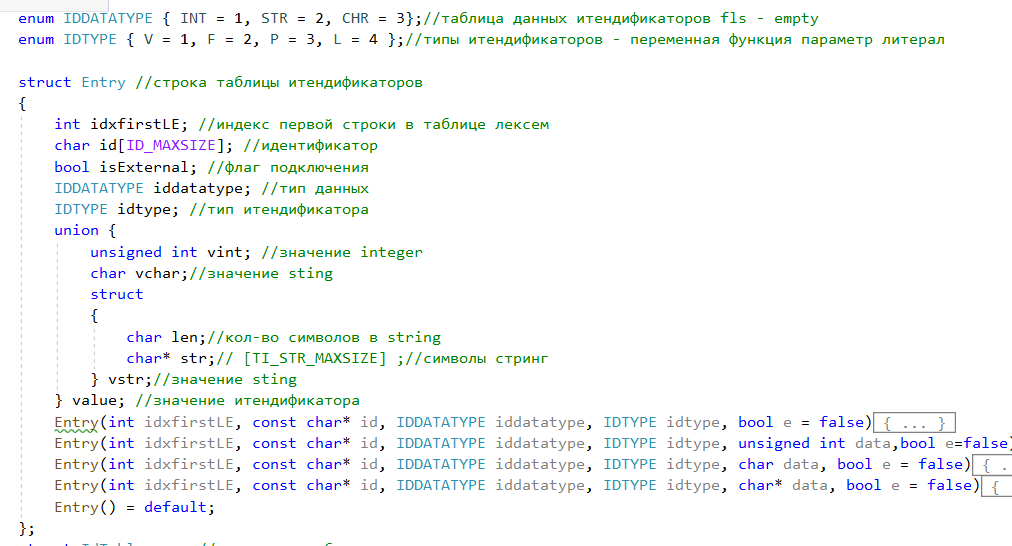 enum IDDATATYPE { INT = 1, STR = 2, CHR = 3};//таблица данных итендификаторов fls - empty
enum IDTYPE { V = 1, F = 2, P = 3, L = 4 };//типы итендификаторов - переменная функция параметр литерал
struct Entry //строка таблицы итендификаторов
{
int idxfirstLE; //индекс первой строки в таблице лексем
char id[ID_MAXSIZE]; //идентификатор
bool isExternal; //флаг подключения
IDDATATYPE iddatatype; //тип данных
IDTYPE idtype; //тип итендификатора
union {
unsigned int vint; //значение integer
char vchar;//значение sting
struct
{
char len;//кол-во символов в string
char* str;// [TI_STR_MAXSIZE] ;//символы стринг
} vstr;//значение sting
} value; //значение итендификатора
Entry(int idxfirstLE, const char* id, IDDATATYPE iddatatype, IDTYPE idtype, bool e = false){ ... }
Entry(int idxfirstLE, const char* id, IDDATATYPE iddatatype, IDTYPE idtype, unsigned int data,bool e=false)
Entry(int idxfirstLE, const char* id, IDDATATYPE iddatatype, IDTYPE idtype, char data, bool e = false){ .
Entry(int idxfirstLE, const char* id, IDDATATYPE iddatatype, IDTYPE idtype, char* data, bool e = false){
Entry() = default;
};